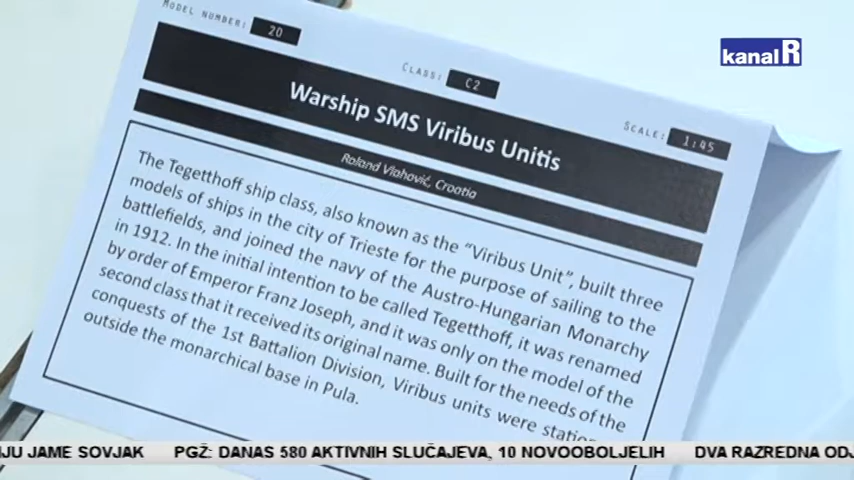 MODEL NUMBER: 20
CLASS: C2
SCALE: 1:45
kanal R
Warship SMS Viribus Unitis
Roland Vlahović, Croatia
The Tegetthoff ship class, also known as the "Viribus Unit", built three
models of ships in the city of Trieste for the purpose of sailing to the
battlefields, and joined the navy of the Austro-Hungarian Monarchy
in 1912. In the initial intention to be called Tegetthoff, it was renamed
by order of Emperor Franz Joseph, and it was only on the model of the
second class that it received its original name. Built for the needs of the
conquests of the 1st Battalion Division, Viribus units were station
outside the monarchical base in Pula.
JU JAME SOVJAK PGŽ: DANAS 580 AKTIVNIH SLUČAJEVA, 10 NOVOOBOLJELIH DVA RAZREDNA ODJ